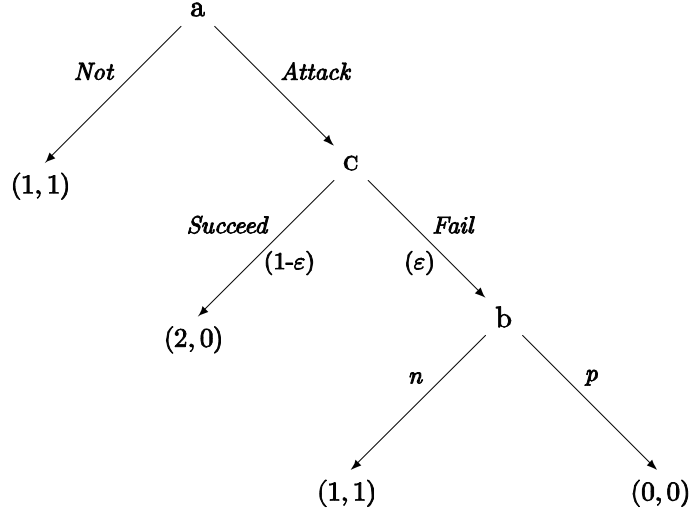 a
Not Attack
(1, 1)
c
Succeed Fail
(1-ε) (ε)
(2, 0)
b
n p
(1, 1) (0, 0)